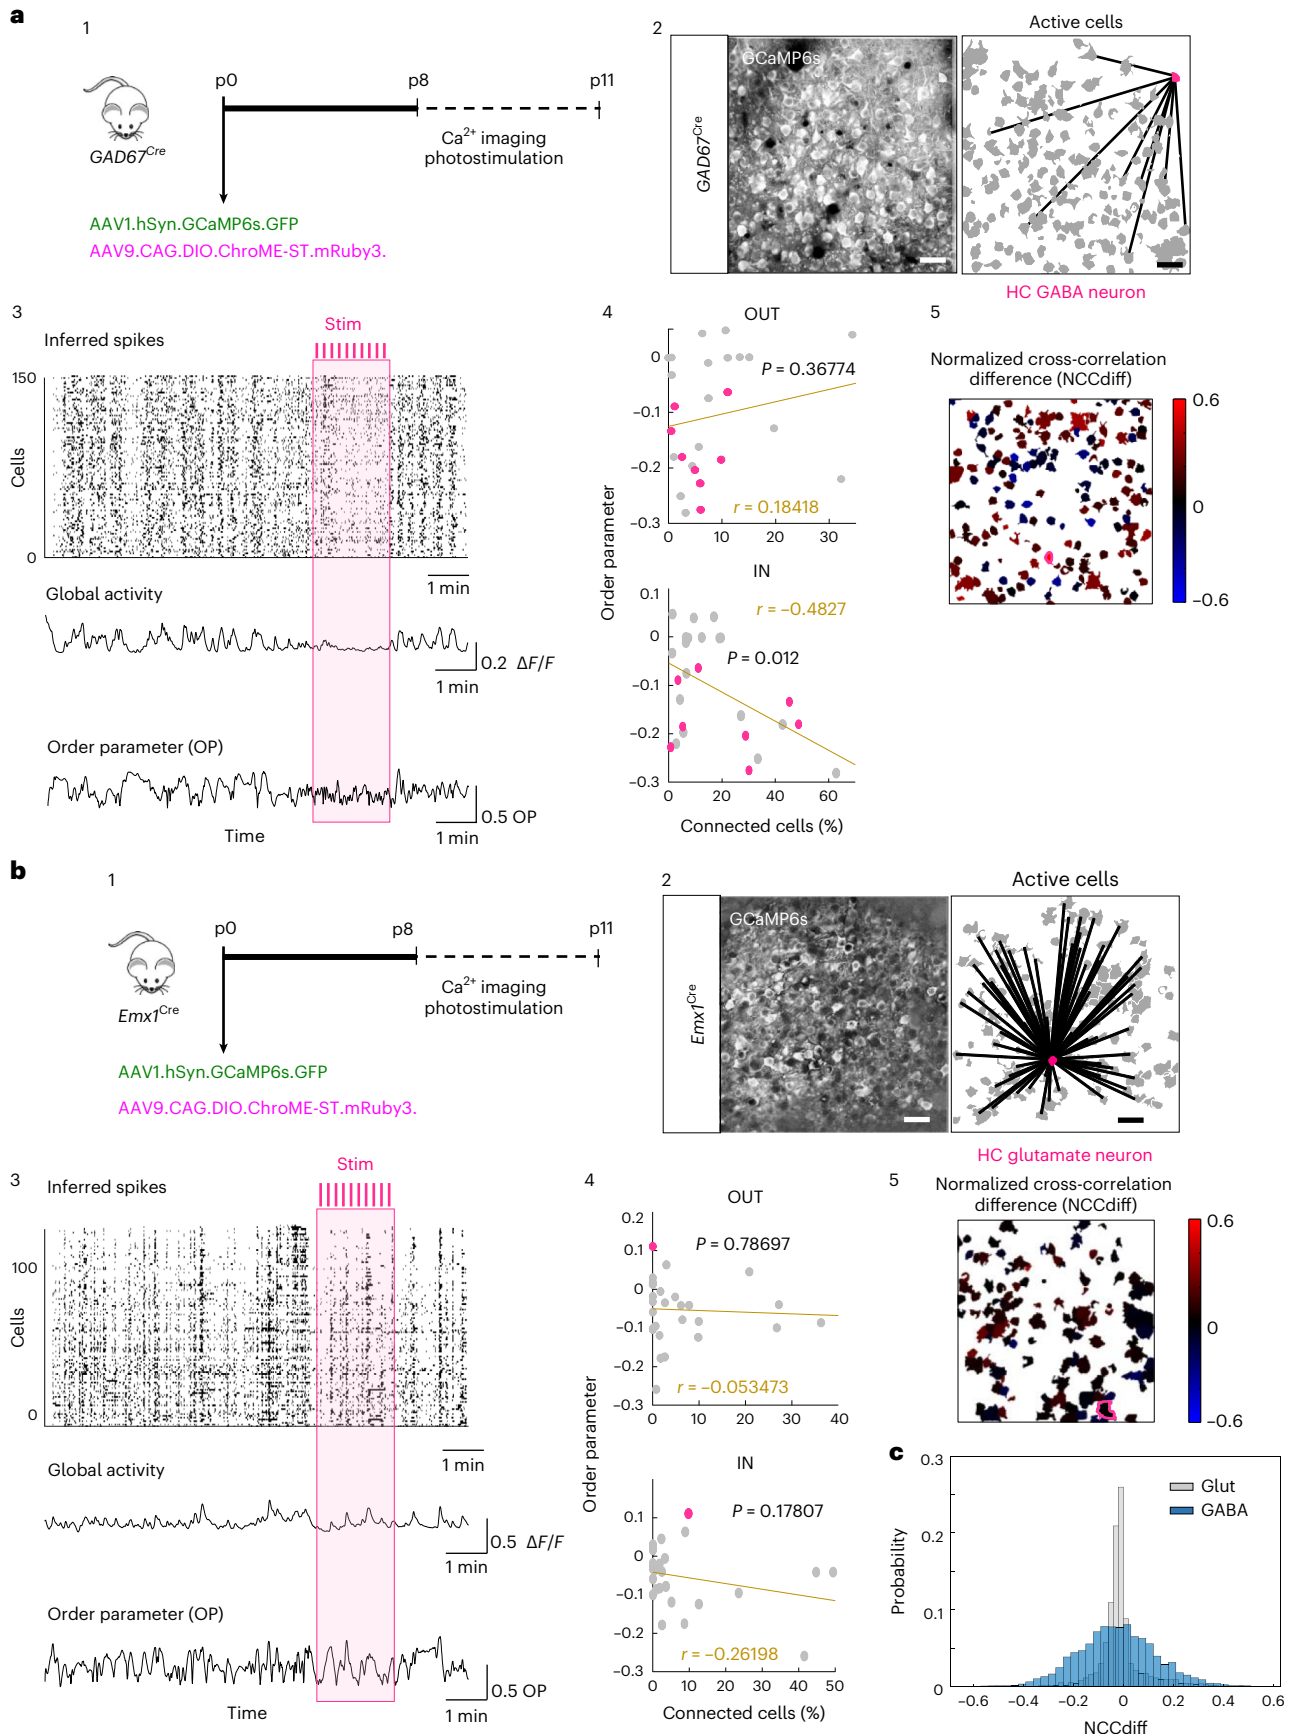 a
1
p0
p8
p11
GAD67Cre
Ca2+ imaging
photostimulation
AAV1.hSyn.GCaMP6s.GFP
AAV9.CAG.DIO.ChroME-ST.mRuby3.
2
Active cells
GAD67Cre
GCaMP6s
HC GABA neuron
3
Inferred spikes
Stim
150
Cells
0
1 min
Global activity
0.2 ΔF/F
1 min
Order parameter (OP)
0.5 OP
1 min
Time
4
OUT
0
–0.1
–0.2
–0.3
P = 0.36774
r = 0.18418
0 10 20 30
Order parameter
IN
0.1
0
–0.1
–0.2
–0.3
r = –0.4827
P = 0.012
0 20 40 60
Connected cells (%)
5
Normalized cross-correlation
difference (NCCdiff)
0.6
0
–0.6
b
1
p0
p8
p11
Emx1Cre
Ca2+ imaging
photostimulation
AAV1.hSyn.GCaMP6s.GFP
AAV9.CAG.DIO.ChroME-ST.mRuby3.
2
Active cells
Emx1Cre
GCaMP6s
HC glutamate neuron
3
Inferred spikes
Stim
100
Cells
0
1 min
Global activity
0.5 ΔF/F
1 min
Order parameter (OP)
0.5 OP
1 min
Time
4
OUT
0.2
0.1
0
–0.1
–0.2
–0.3
P = 0.78697
r = –0.053473
0 10 20 30 40
Order parameter
IN
0.1
0
–0.1
–0.2
–0.3
P = 0.17807
r = –0.26198
0 10 20 30 40 50
Connected cells (%)
5
Normalized cross-correlation
difference (NCCdiff)
0.6
0
–0.6
c
0.3
0.2
0.1
0
Probability
Glut
GABA
–0.6 –0.4 –0.2 0 0.2 0.4 0.6
NCCdiff